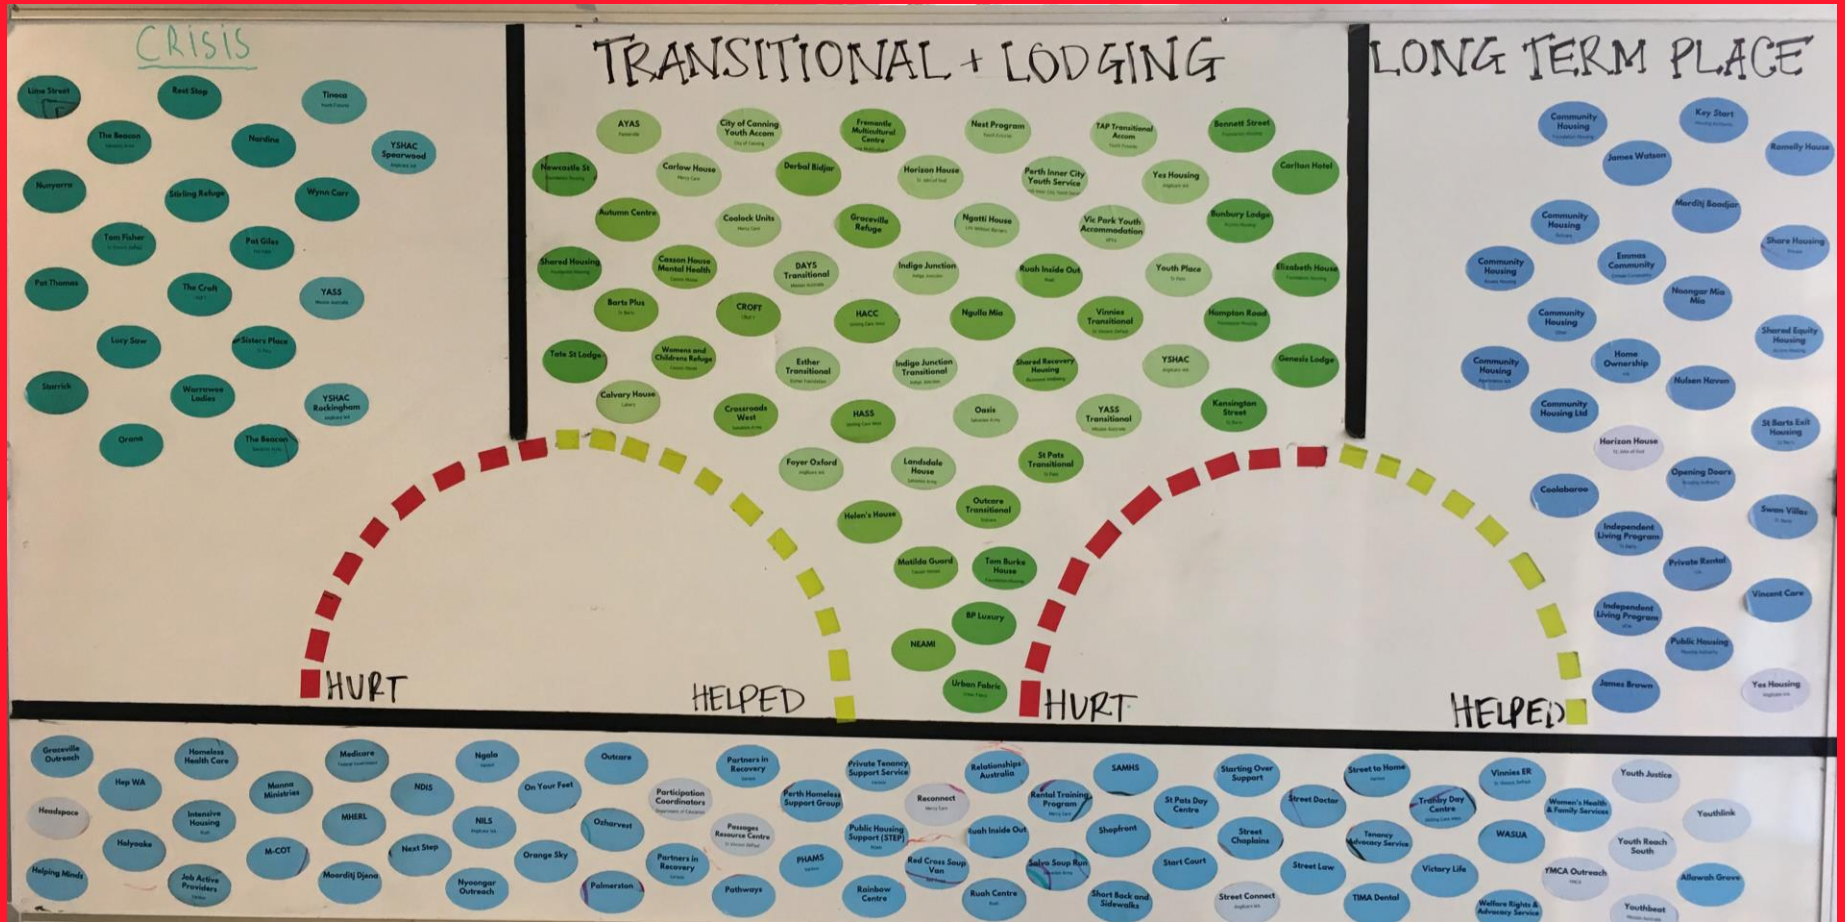 CRISIS
TRANSITIONAL + LODGING
LONG TERM PLACE
Lime Street
Rest Stop
Tinoca
The Beacon
Nardine
YSHAC
Spearwood
Nunyarra
Stirling Refuge
Wynn Carr
Tom Fisher
Pat Giles
Pat Thomas
The Croft
YASS
Lucy Saw
Sisters Place
Starrick
Warrawee
Ladies
YSHAC
Rockingham
Orana
The Beacon
AYAS
City of Canning
Youth Accom
Fremantle
Multicultural
Centre
Nest Program
TAP Transitional
Accom
Bennett Street
Newcastle St
Carlow House
Derbal Bidjar
Horison House
Perth Inner City
Youth Service
Yes Housing
Carlton Hotel
Autumn Centre
Coolock Units
Graceville
Refuge
Ngatti House
Vic Park Youth
Accommodation
Bunbury Lodge
Shared Housing
Casson House
Mental Health
DAYS
Transitional
Indigo Junction
Ruah Inside Out
Youth Place
Elizabeth House
Barts Plus
CROFT
HACC
Ngulla Mia
Vinnies
Transitional
Hampton Road
Tate St Lodge
Womens and
Childrens Refuge
Esther
Transitional
Indigo Junction
Transitional
Shared Recovery
Housing
YSHAC
Genesis Lodge
Calvary House
Crossroads
West
HASS
Oasis
YASS
Transitional
Kensington
Street
Foyer Oxford
Landsdale
House
St Pats
Transitional
Helen's House
Outcare
Transitional
Matilda Guard
Tom Burke
House
BP Luxury
NEAMI
Urban Fabric
Community
Housing
Key Start
James Watson
Romelly House
Community
Housing
Morditj Boodjar
Share Housing
Community
Housing
Emmas
Community
Noongar Mia
Mia
Community
Housing
Shared Equity
Housing
Community
Housing
Home
Ownership
Nulsen Haven
Community
Housing Ltd
St Barts Exit
Housing
Horizon House
Opening Doors
Coolabaroo
Swan Villas
Independent
Living Program
Private Rental
Vincent Care
Independent
Living Program
Public Housing
James Brown
Yes Housing
HURT
HELPED
HURT
HELPED
Graceville
Outreach
Homeless
Health Care
Medicare
Ngala
Outcare
Partners in
Recovery
Private Tenancy
Support Service
Relationships
Australia
SAMHS
Starting Over
Support
Street to Home
Vinnies ER
Youth Justice
Hep WA
Manna
Ministries
NDIS
On Your Feet
Participation
Coordinators
Perth Homeless
Support Group
Reconnect
Rental Training
Program
St Pats Day
Centre
Street Doctor
Tranby Day
Centre
Women's Health
& Family Services
Youthlink
Headspace
Intensive
Housing
MHERL
NILS
Ozharvest
Passages
Resource Centre
Public Housing
Support (STEP)
Ruah Inside Out
Shopfront
Street
Chaplains
Tenancy
Advocacy Service
WASUA
Youth Reach
South
Holyoake
M-COT
Next Step
Orange Sky
Partners in
Recovery
PHAMS
Red Cross Soup
Van
Salvo Soup Run
Start Court
Street Law
Victory Life
YMCA Outreach
Allawah Grove
Helping Minds
Job Active
Providers
Moorditj Djena
Nyoongar
Outreach
Palmerston
Pathways
Rainbow
Centre
Ruah Centre
Short Back and
Sidewalks
Street Connect
TIMA Dental
Welfare Rights &
Advocacy Service
Youthbeat